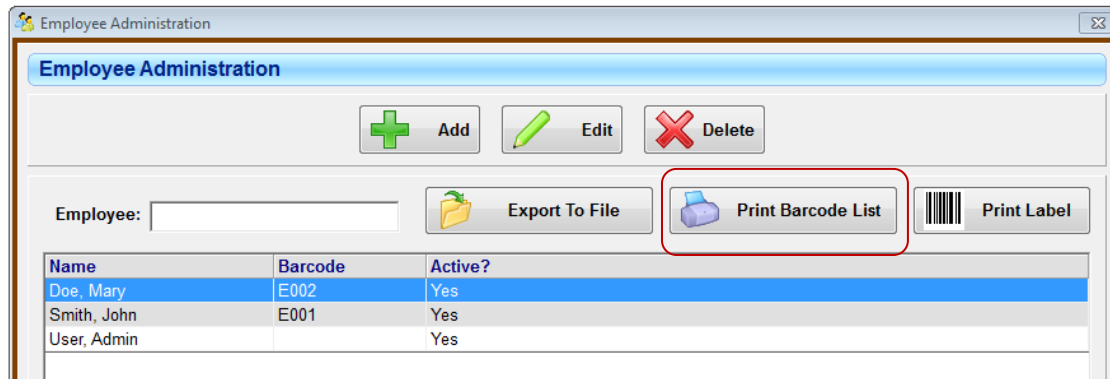 Employee Administration
Employee Administration
Add Edit Delete
Employee: Export To File Print Barcode List Print Label
Name Barcode Active?
Doe, Mary E002 Yes
Smith, John E001 Yes
User, Admin Yes